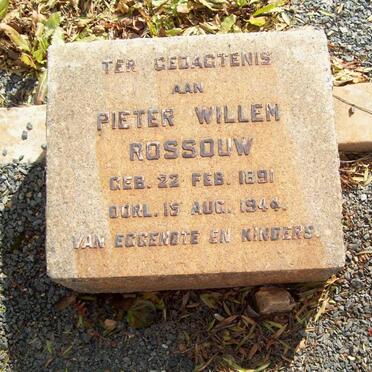 TER GEDAGTENIS
AAN
PIETER WILLEM
ROSSOUW
GEB. 22 FEB. 1891
OORL. 15 AUG. 1944.
VAN EGGENOTE EN KINDERS.